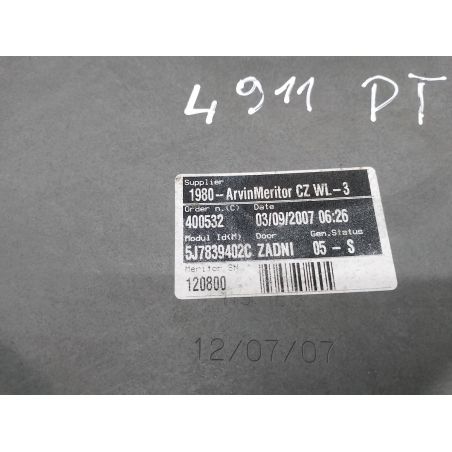 4911 PT
Supplier
1980-ArvinMeritor CZ WL-3
Order n.(C) Date
400532 03/09/2007 06:26
Modul Id(M) Door Gen.Status
5J7839402C ZADNI 05 - S
Meritor SN
120800
12/07/07